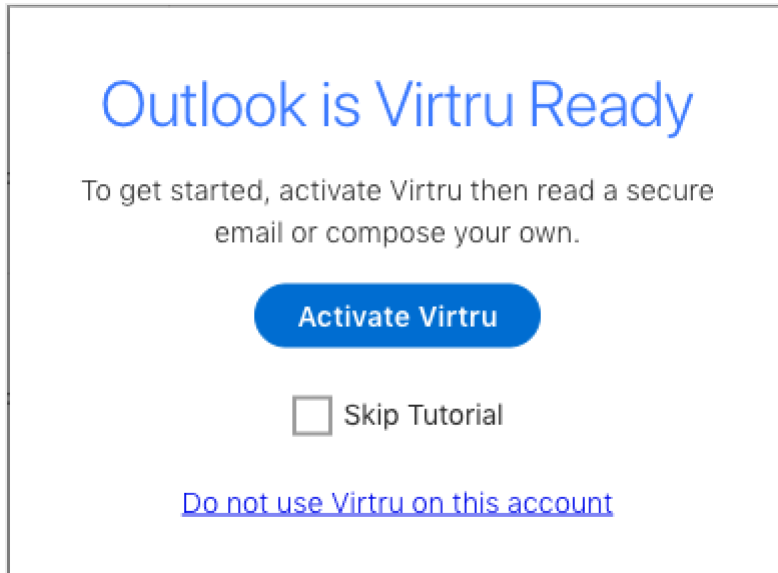 Outlook is Virtru Ready
To get started, activate Virtru then read a secure
email or compose your own.
Activate Virtru
Skip Tutorial
Do not use Virtru on this account